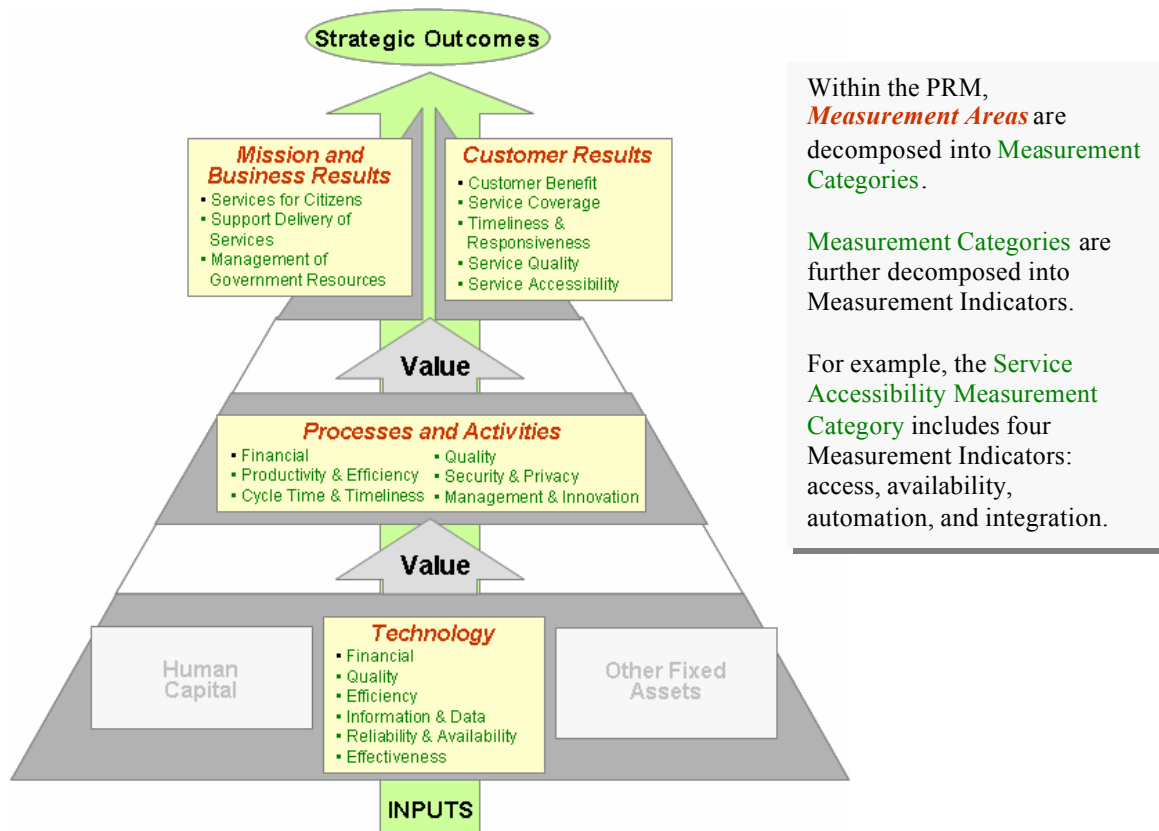 Strategic Outcomes
Mission and
Business Results
▪ Services for Citizens
▪ Support Delivery of
Services
▪ Management of
Government Resources
Customer Results
▪ Customer Benefit
▪ Service Coverage
▪ Timeliness &
Responsiveness
▪ Service Quality
▪ Service Accessibility
Value
Processes and Activities
▪ Financial
▪ Productivity & Efficiency
▪ Cycle Time & Timeliness
▪ Quality
▪ Security & Privacy
▪ Management & Innovation
Value
Human
Capital
Technology
▪ Financial
▪ Quality
▪ Efficiency
▪ Information & Data
▪ Reliability & Availability
▪ Effectiveness
Other Fixed
Assets
INPUTS
Within the PRM,
Measurement Areas are
decomposed into Measurement
Categories.
Measurement Categories are
further decomposed into
Measurement Indicators.
For example, the Service
Accessibility Measurement
Category includes four
Measurement Indicators:
access, availability,
automation, and integration.